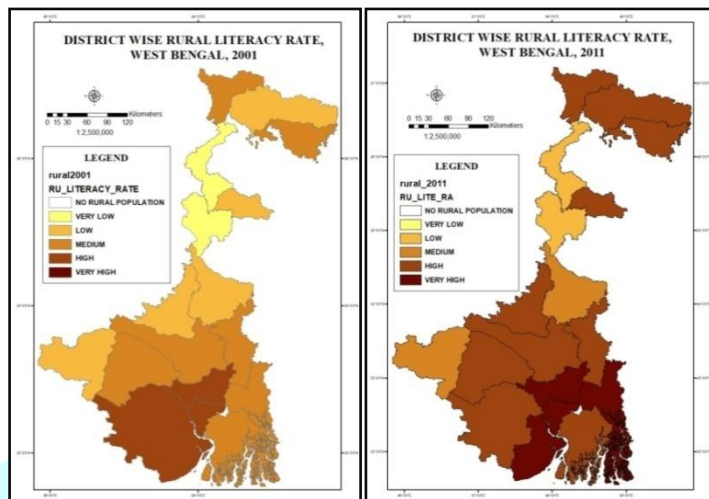 DISTRICT WISE RURAL LITERACY RATE,
WEST BENGAL, 2001
Kilometers
0 15 30 60 90 120
1:2,500,000
LEGEND
rural2001
RU_LITERACY_RATE
NO RURAL POPULATION
VERY LOW
LOW
MEDIUM
HIGH
VERY HIGH
DISTRICT WISE RURAL LITERACY RATE,
WEST BENGAL, 2011
Kilometers
0 15 30 60 90 120
1:2,500,000
LEGEND
rural_2011
RU_LITE_RA
NO RURAL POPULATION
VERY LOW
LOW
MEDIUM
HIGH
VERY HIGH